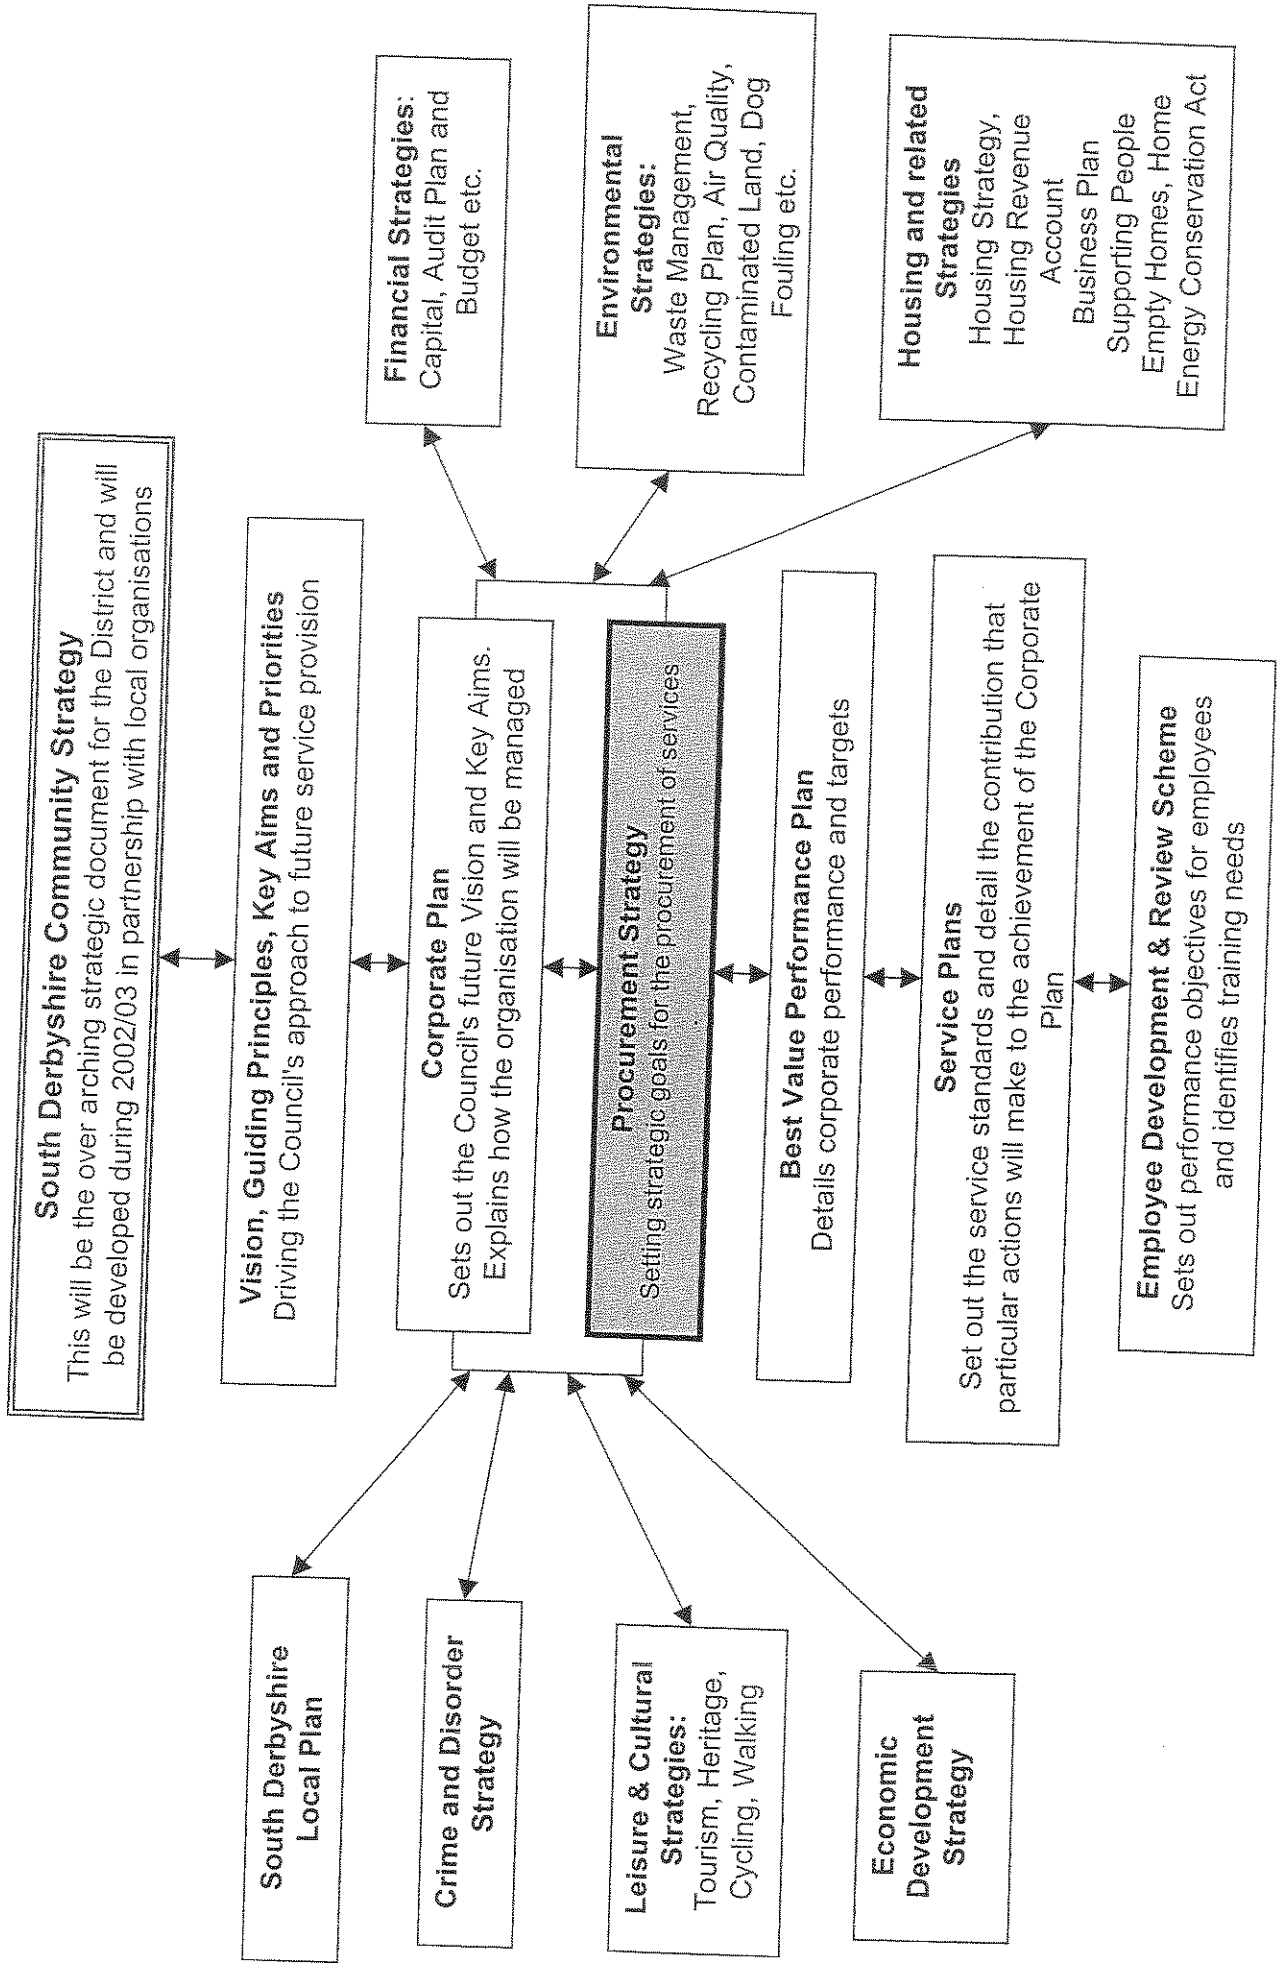 South Derbyshire Community Strategy
This will be the over arching strategic document for the District and will
be developed during 2002/03 in partnership with local organisations
Vision, Guiding Principles, Key Aims and Priorities
Driving the Council's approach to future service provision
Corporate Plan
Sets out the Council's future Vision and Key Aims.
Explains how the organisation will be managed
Procurement Strategy
Setting strategic goals for the procurement of services
Best Value Performance Plan
Details corporate performance and targets
Service Plans
Set out the service standards and detail the contribution that
particular actions will make to the achievement of the Corporate
Plan
Employee Development & Review Scheme
Sets out performance objectives for employees
and identifies training needs
South Derbyshire
Local Plan
Crime and Disorder
Strategy
Leisure & Cultural
Strategies:
Tourism, Heritage,
Cycling, Walking
Economic
Development
Strategy
Financial Strategies:
Capital, Audit Plan and
Budget etc.
Environmental
Strategies:
Waste Management,
Recycling Plan, Air Quality,
Contaminated Land, Dog
Fouling etc.
Housing and related
Strategies
Housing Strategy,
Housing Revenue
Account
Business Plan
Supporting People
Empty Homes, Home
Energy Conservation Act